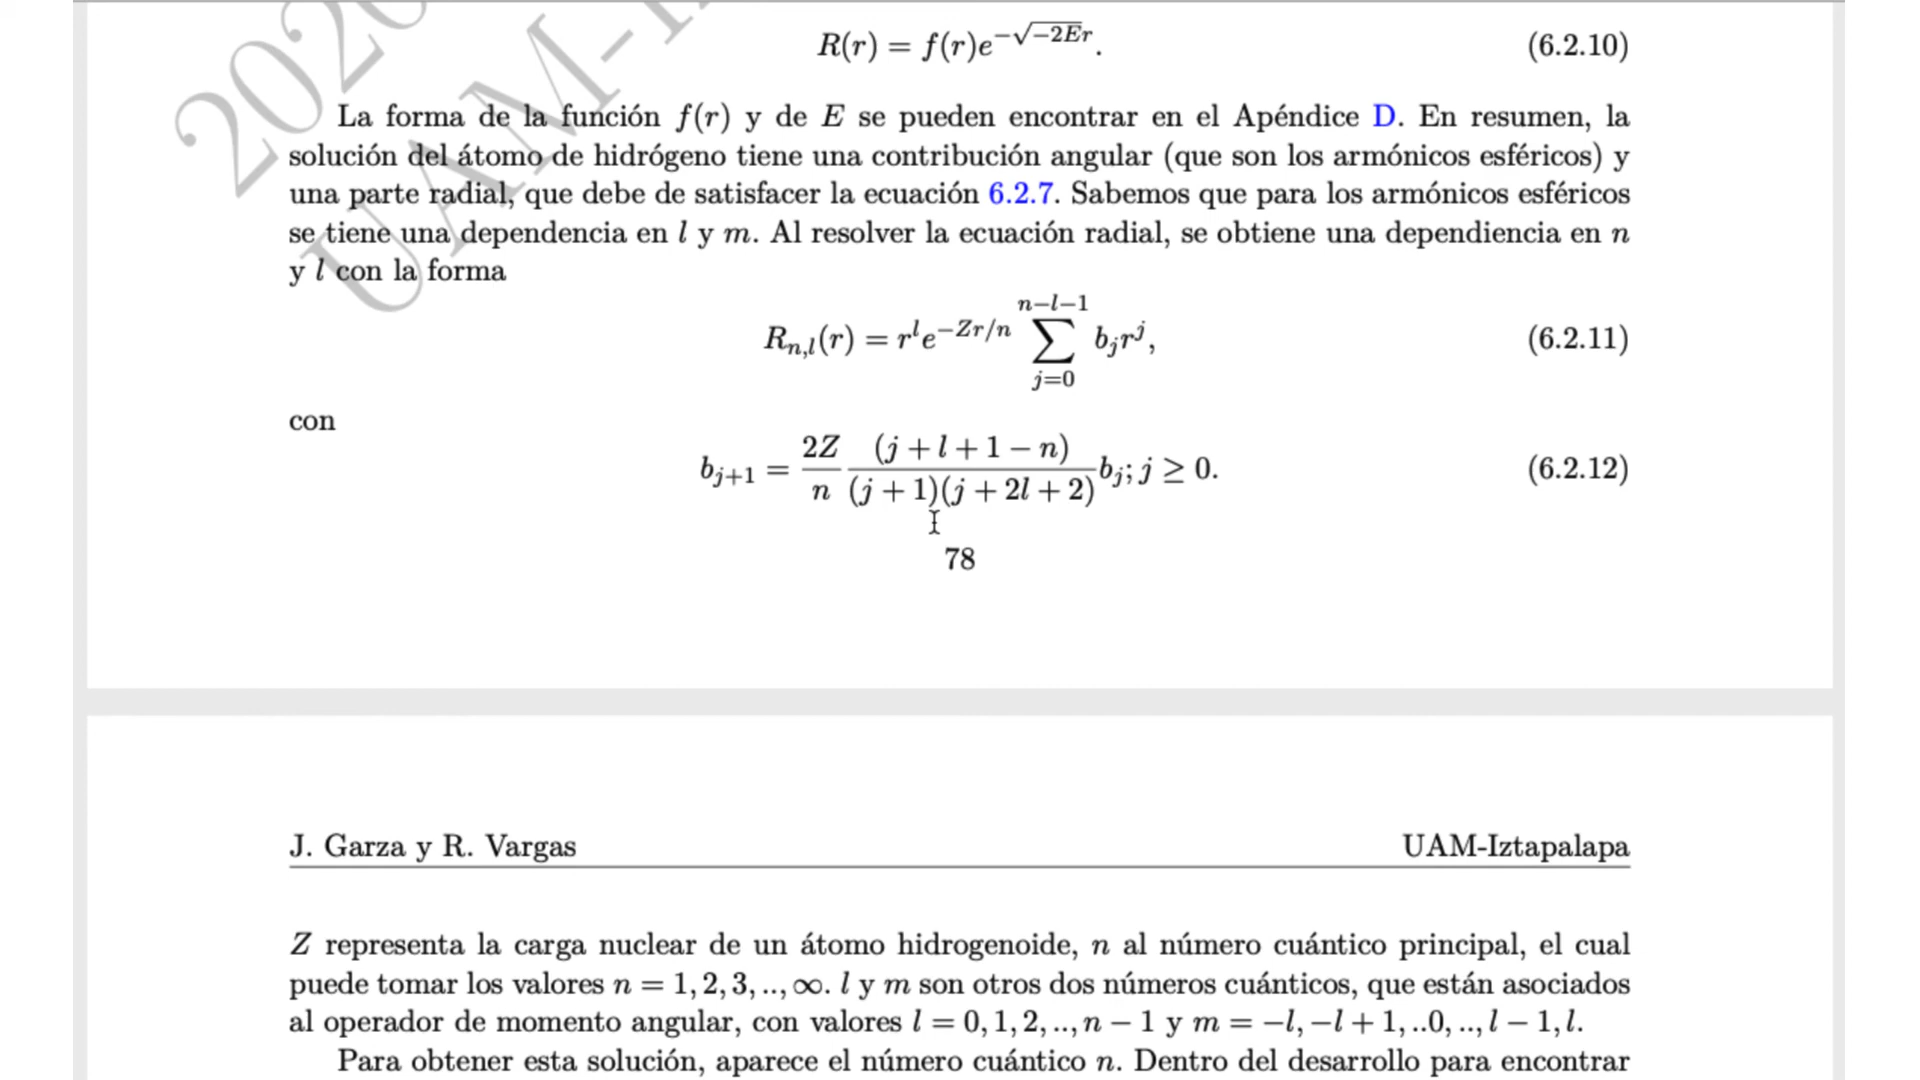 R(r) = f(r)e^{-\sqrt{-2E}r}. (6.2.10)
La forma de la función f(r) y de E se pueden encontrar en el Apéndice D. En resumen, la
solución del átomo de hidrógeno tiene una contribución angular (que son los armónicos esféricos) y
una parte radial, que debe de satisfacer la ecuación 6.2.7. Sabemos que para los armónicos esféricos
se tiene una dependencia en l y m. Al resolver la ecuación radial, se obtiene una dependiencia en n
y l con la forma
R_{n,l}(r) = r^l e^{-Zr/n} \sum_{j=0}^{n-l-1} b_j r^j, (6.2.11)
con
b_{j+1} = \frac{2Z}{n} \frac{(j + l + 1 - n)}{(j + 1)(j + 2l + 2)} b_j; j ≥ 0. (6.2.12)
78
J. Garza y R. Vargas UAM-Iztapalapa
Z representa la carga nuclear de un átomo hidrogenoide, n al número cuántico principal, el cual
puede tomar los valores n = 1, 2, 3, .., ∞. l y m son otros dos números cuánticos, que están asociados
al operador de momento angular, con valores l = 0, 1, 2, .., n − 1 y m = −l, −l + 1, ..0, .., l − 1, l.
Para obtener esta solución, aparece el número cuántico n. Dentro del desarrollo para encontrar